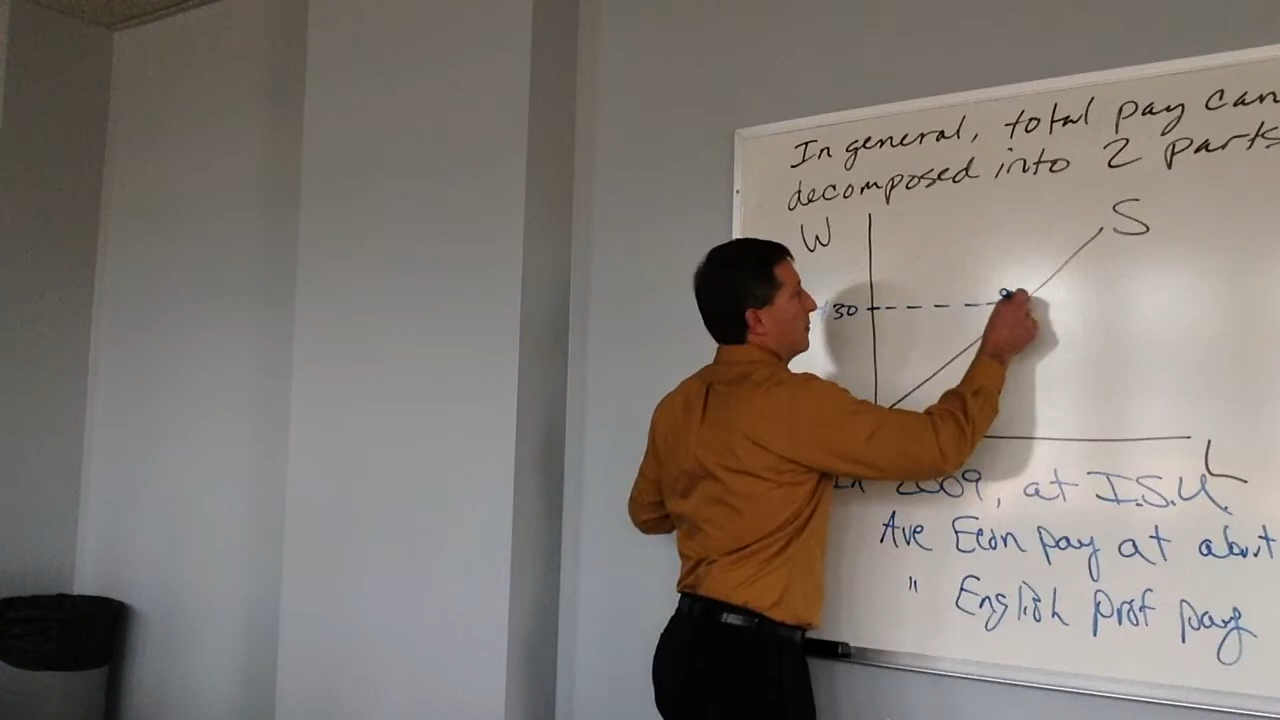 In general, total pay can
decomposed into 2 parts
W
S
30
L
In 2009, at I.S.U.
Ave Econ pay at about
" English prof pay